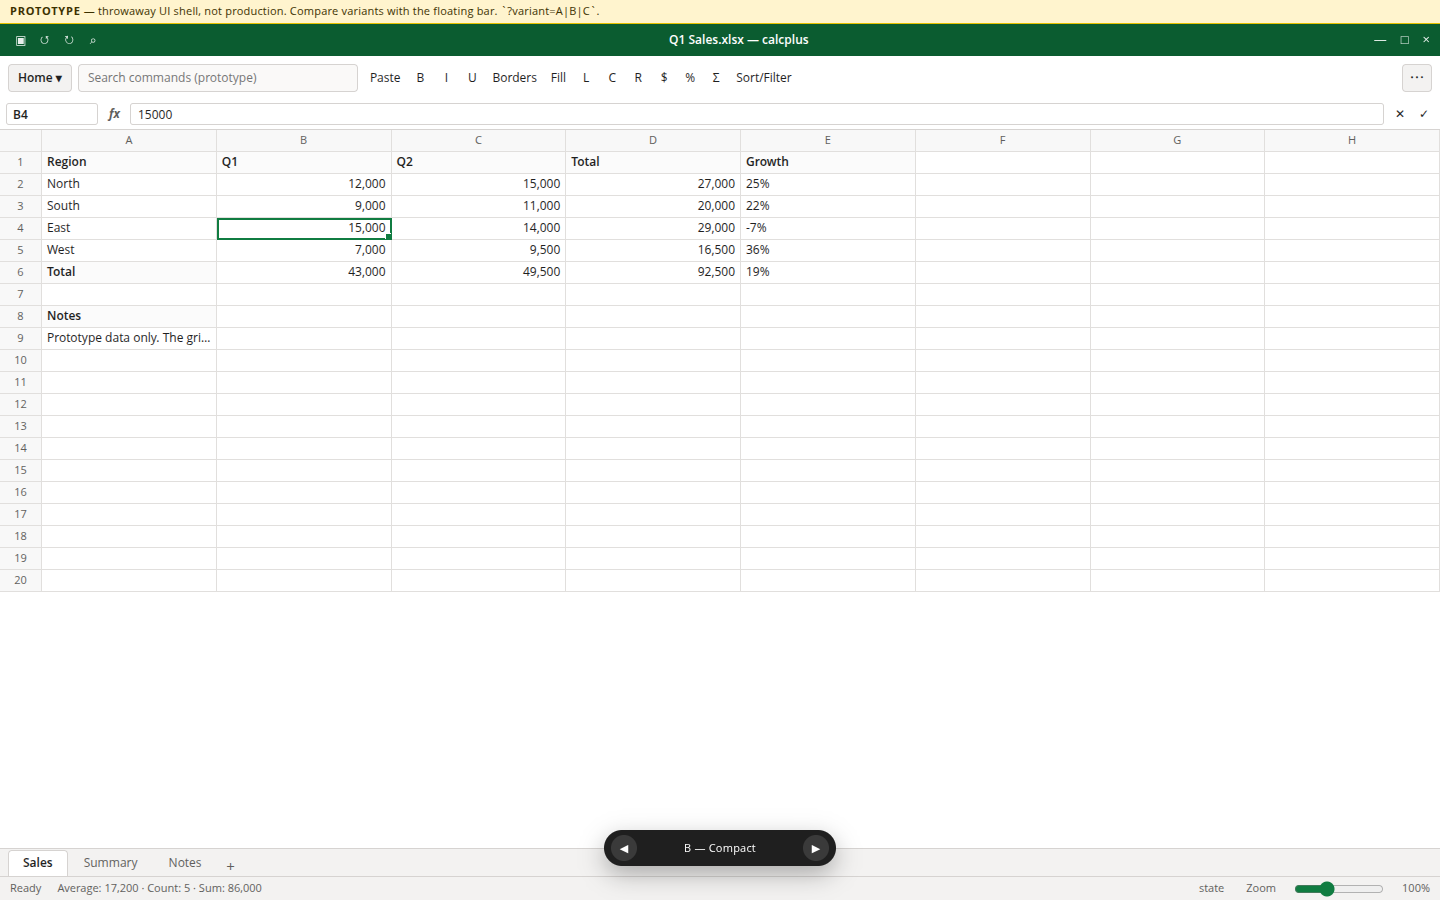 PROTOTYPE — throwaway UI shell, not production. Compare variants with the floating bar. `?variant=A|B|C`.
Q1 Sales.xlsx — calcplus
Home ▾ Search commands (prototype) Paste B I U Borders Fill L C R $ % Σ Sort/Filter ···
B4 fx 15000 ✕ ✓
A B C D E F G H
1 Region Q1 Q2 Total Growth
2 North 12,000 15,000 27,000 25%
3 South 9,000 11,000 20,000 22%
4 East 15,000 14,000 29,000 -7%
5 West 7,000 9,500 16,500 36%
6 Total 43,000 49,500 92,500 19%
7
8 Notes
9 Prototype data only. The gri...
10
11
12
13
14
15
16
17
18
19
20
◀ B — Compact ▶
Sales Summary Notes +
Ready Average: 17,200 · Count: 5 · Sum: 86,000 state Zoom 100%